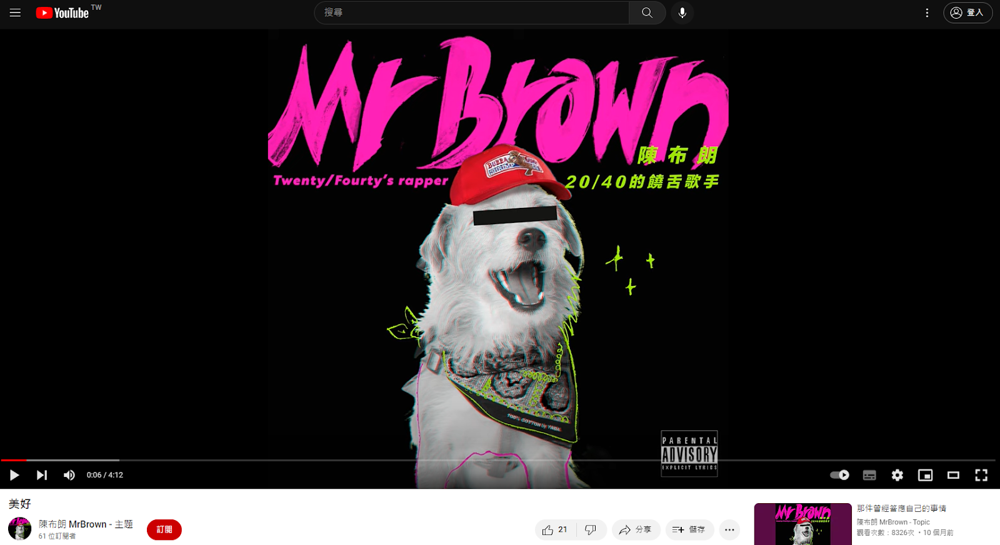 YouTube TW
搜尋
登入
Mr Brown
陳布朗
Twenty/Fourty's rapper
20/40的饒舌歌手
BUBBA
SHRIMP
100% COTTON by YABA
PARENTAL
ADVISORY
EXPLICIT LYRICS
0:06 / 4:12
美好
陳布朗 MrBrown - 主題
61 位訂閱者
訂閱
21
分享
儲存
Mr Brown
那件曾經答應自己的事情
陳布朗 MrBrown - Topic
觀看次數：8326次 • 10 個月前